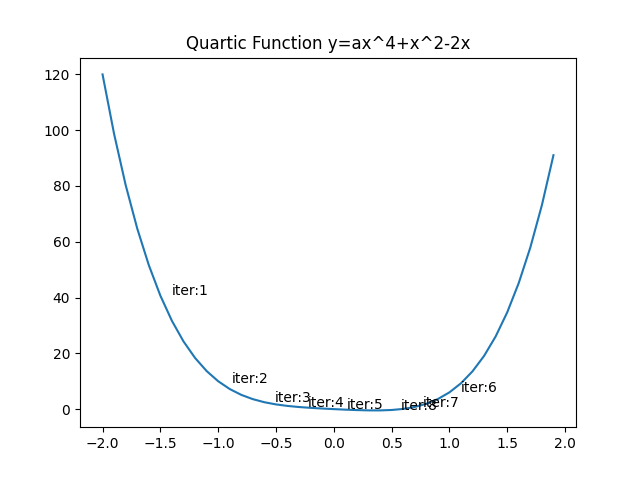 Quartic Function y=ax^4+x^2-2x
120
100
80
60
40
20
0
iter:1
iter:2
iter:3
iter:4
iter:5
iter:8
iter:7
iter:6
−2.0 −1.5 −1.0 −0.5 0.0 0.5 1.0 1.5 2.0